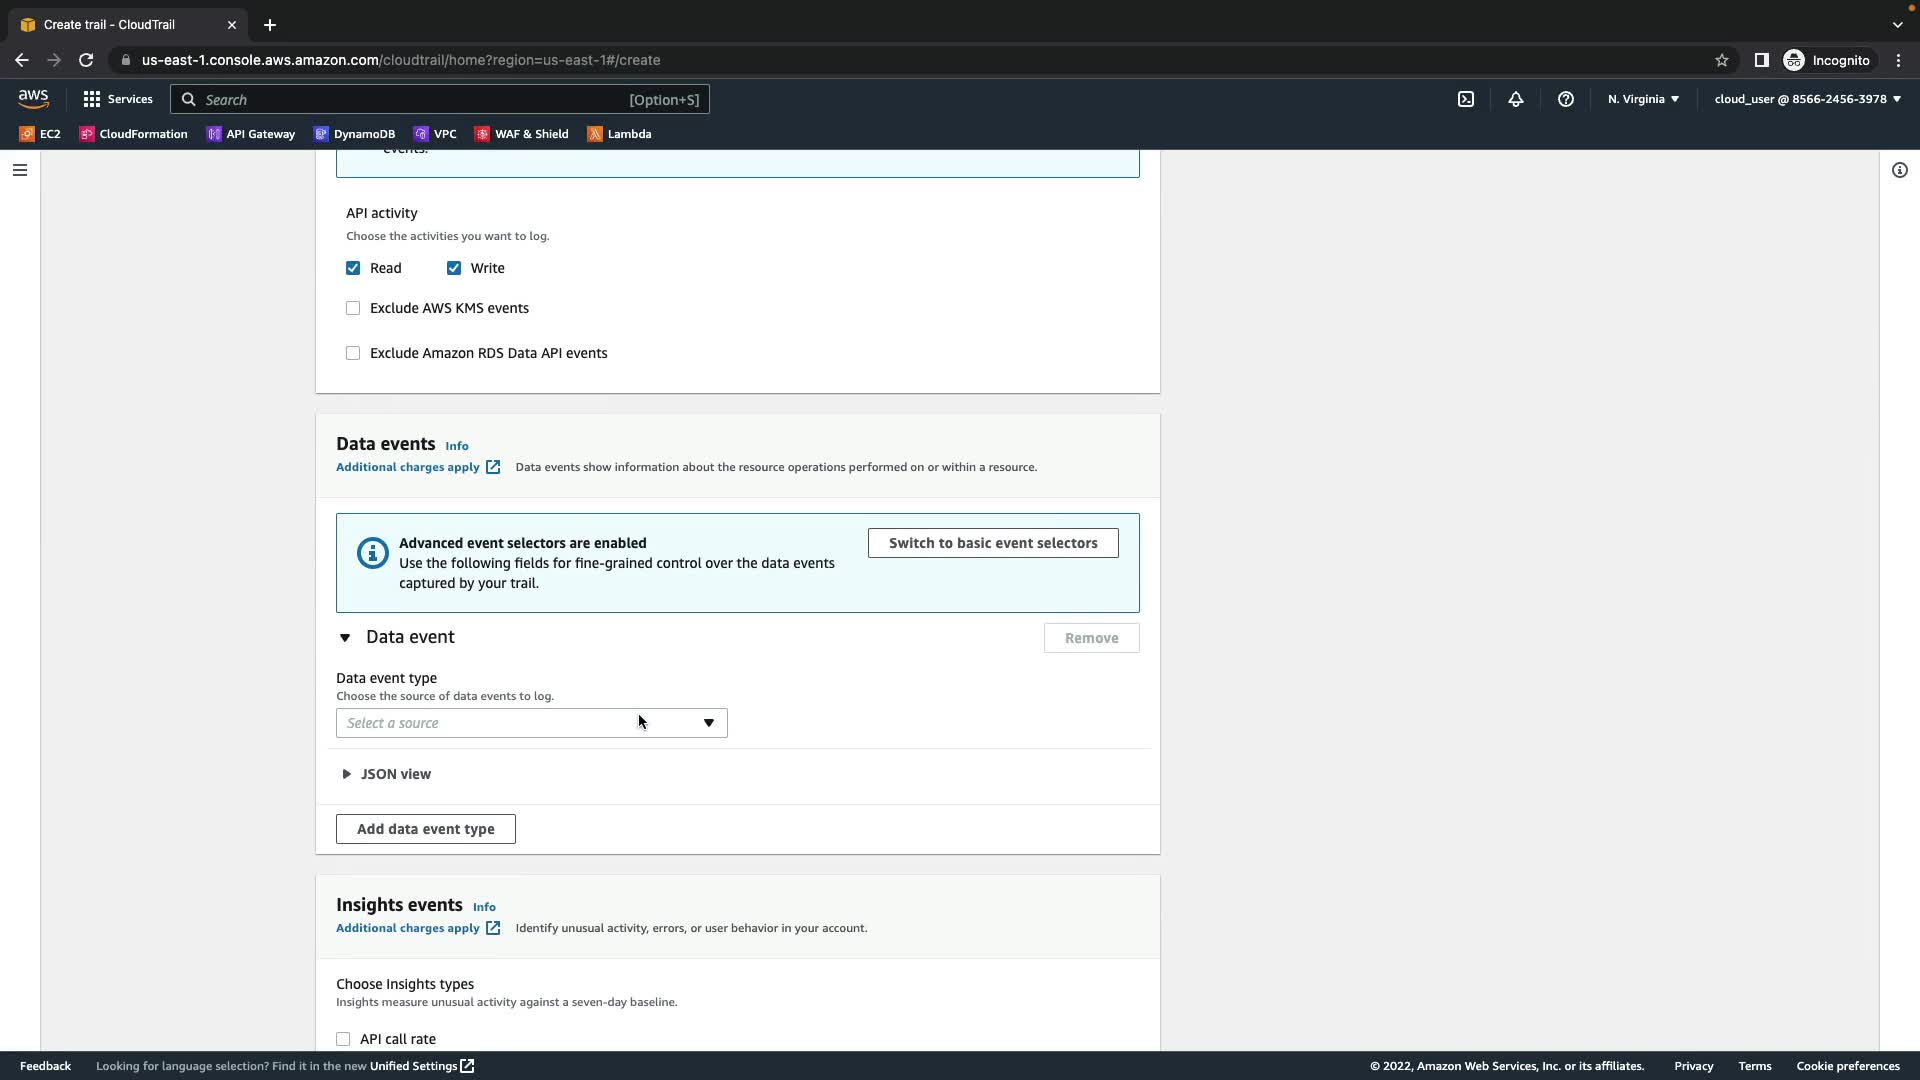 Create trail - CloudTrail
us-east-1.console.aws.amazon.com/cloudtrail/home?region=us-east-1#/create
Incognito
aws
Services
Search
[Option+S]
N. Virginia
cloud_user @ 8566-2456-3978
EC2
CloudFormation
API Gateway
DynamoDB
VPC
WAF & Shield
Lambda
events.
API activity
Choose the activities you want to log.
Read
Write
Exclude AWS KMS events
Exclude Amazon RDS Data API events
Data events Info
Additional charges apply Data events show information about the resource operations performed on or within a resource.
Advanced event selectors are enabled
Switch to basic event selectors
Use the following fields for fine-grained control over the data events
captured by your trail.
Data event
Remove
Data event type
Choose the source of data events to log.
Select a source
JSON view
Add data event type
Insights events Info
Additional charges apply Identify unusual activity, errors, or user behavior in your account.
Choose Insights types
Insights measure unusual activity against a seven-day baseline.
API call rate
Feedback
Looking for language selection? Find it in the new Unified Settings
© 2022, Amazon Web Services, Inc. or its affiliates.
Privacy
Terms
Cookie preferences